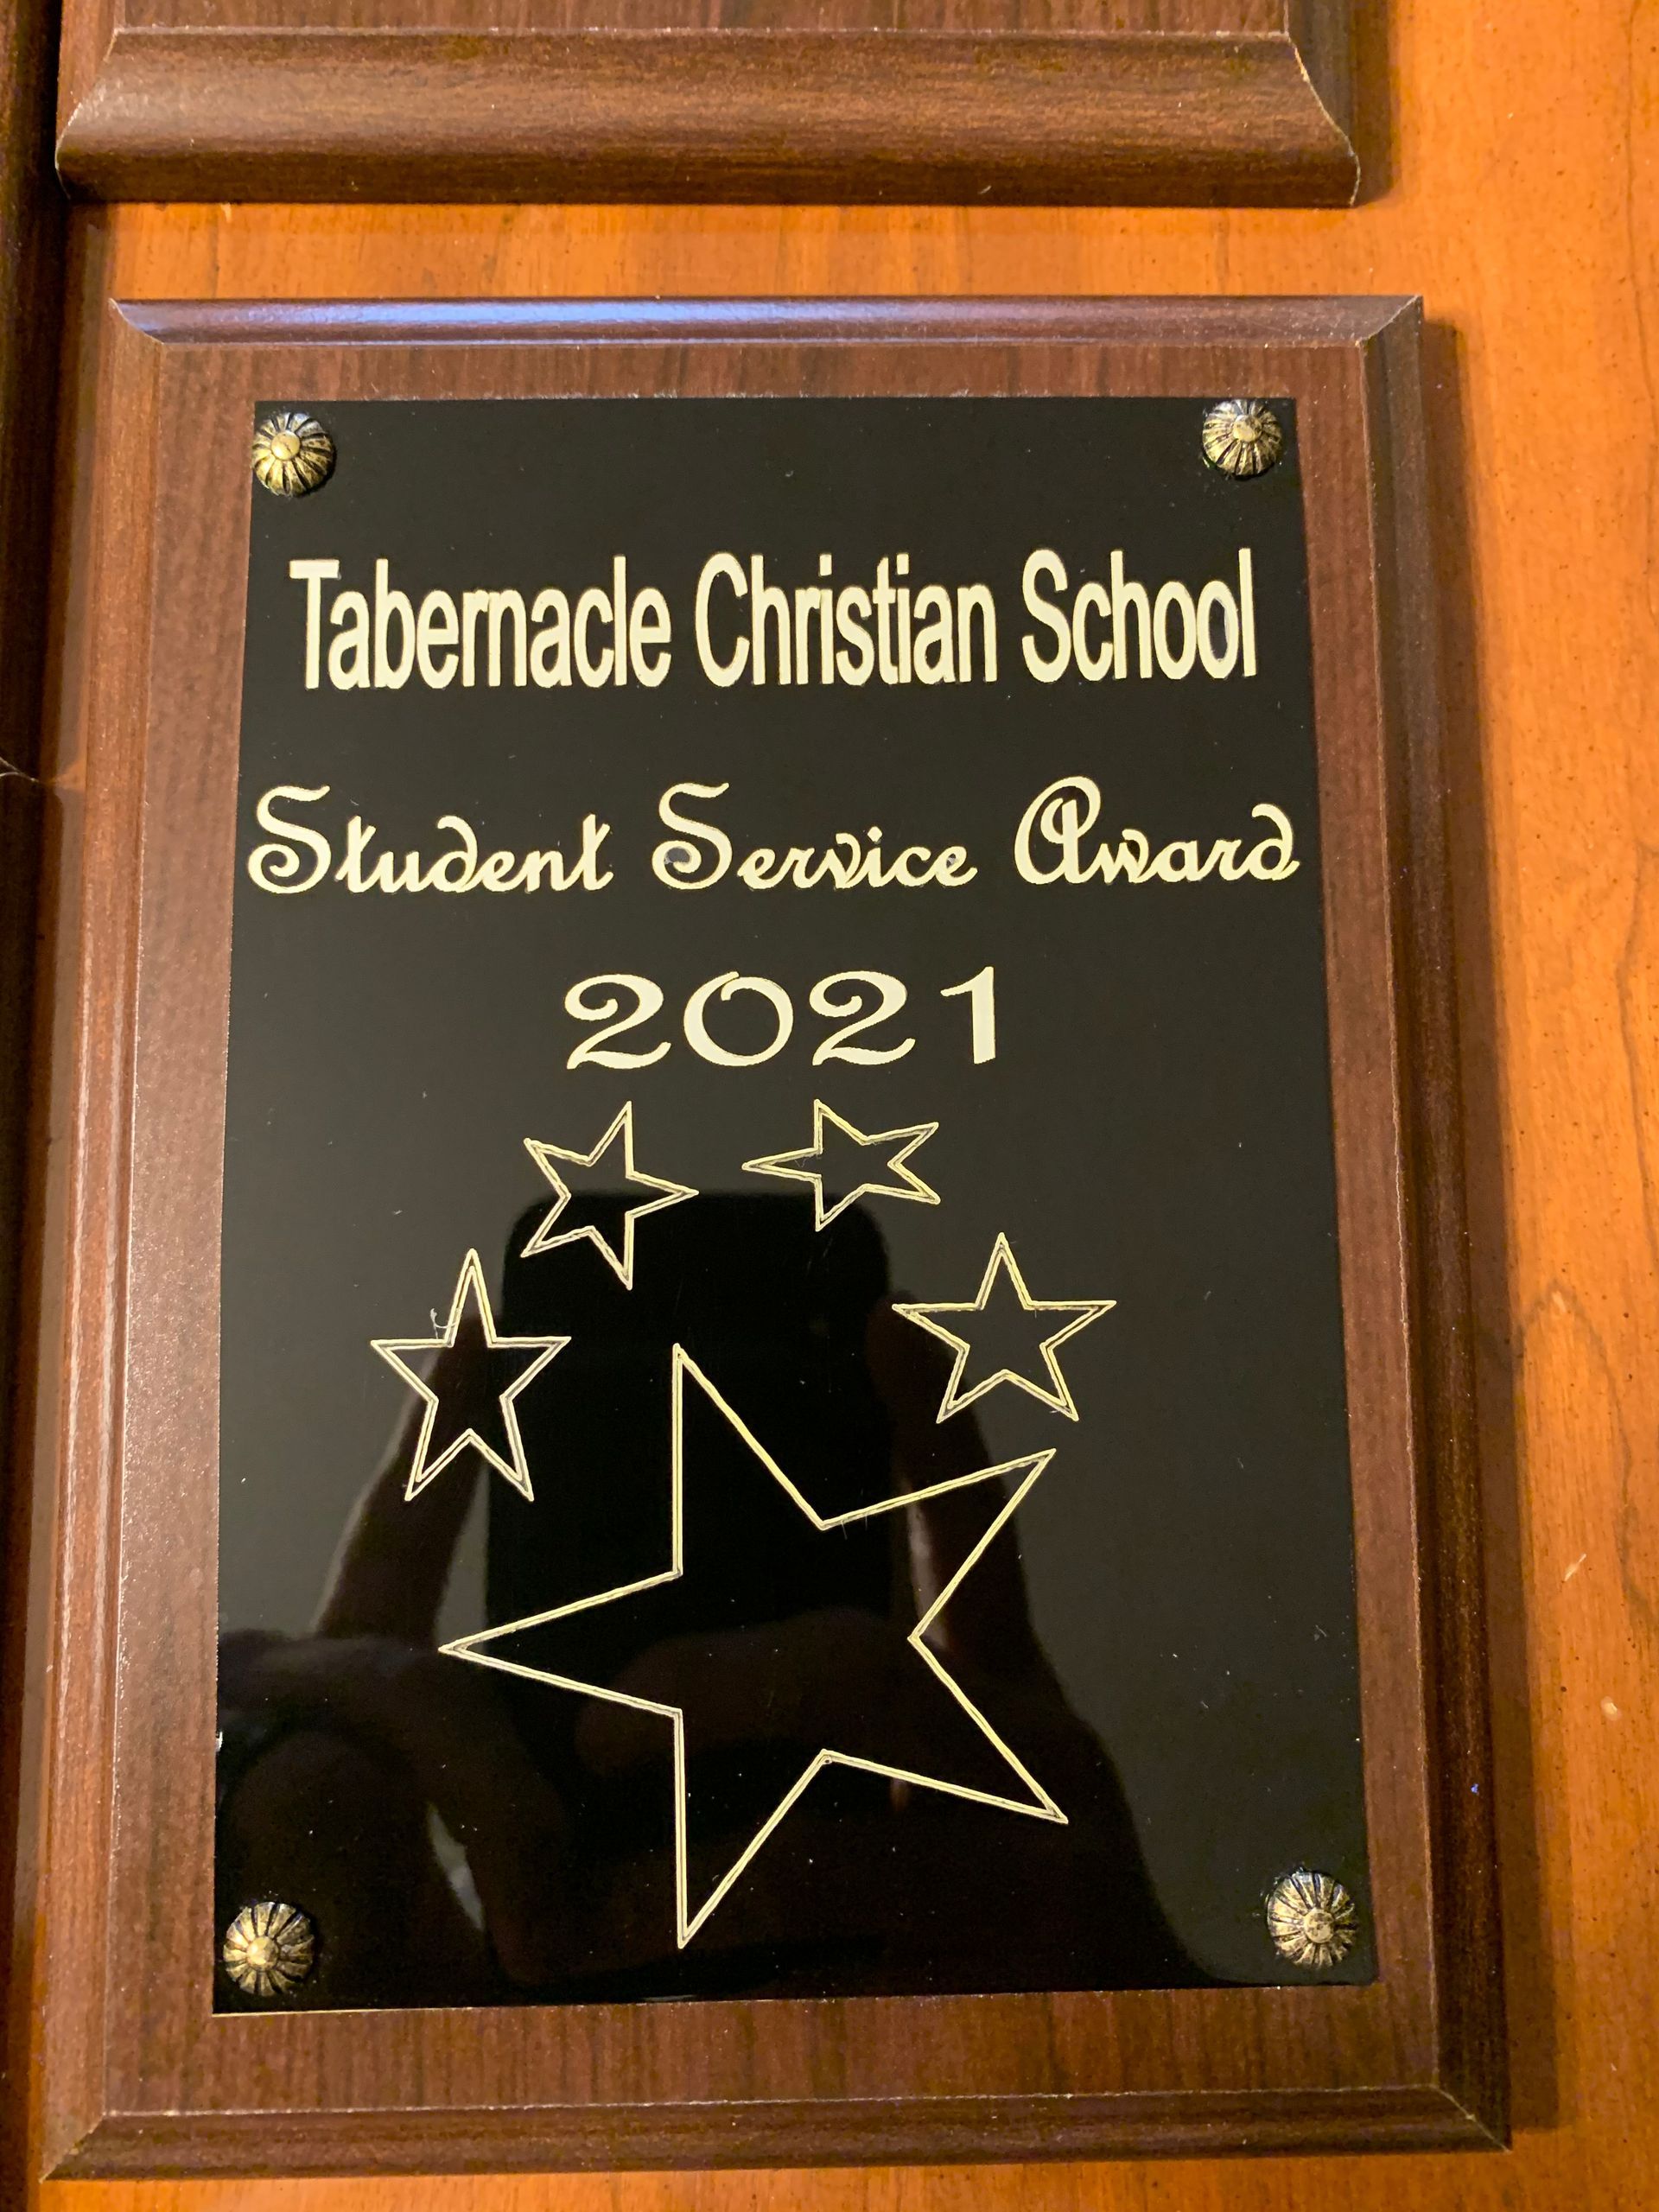 Tabernacle Christian School
Student Service Award
2021